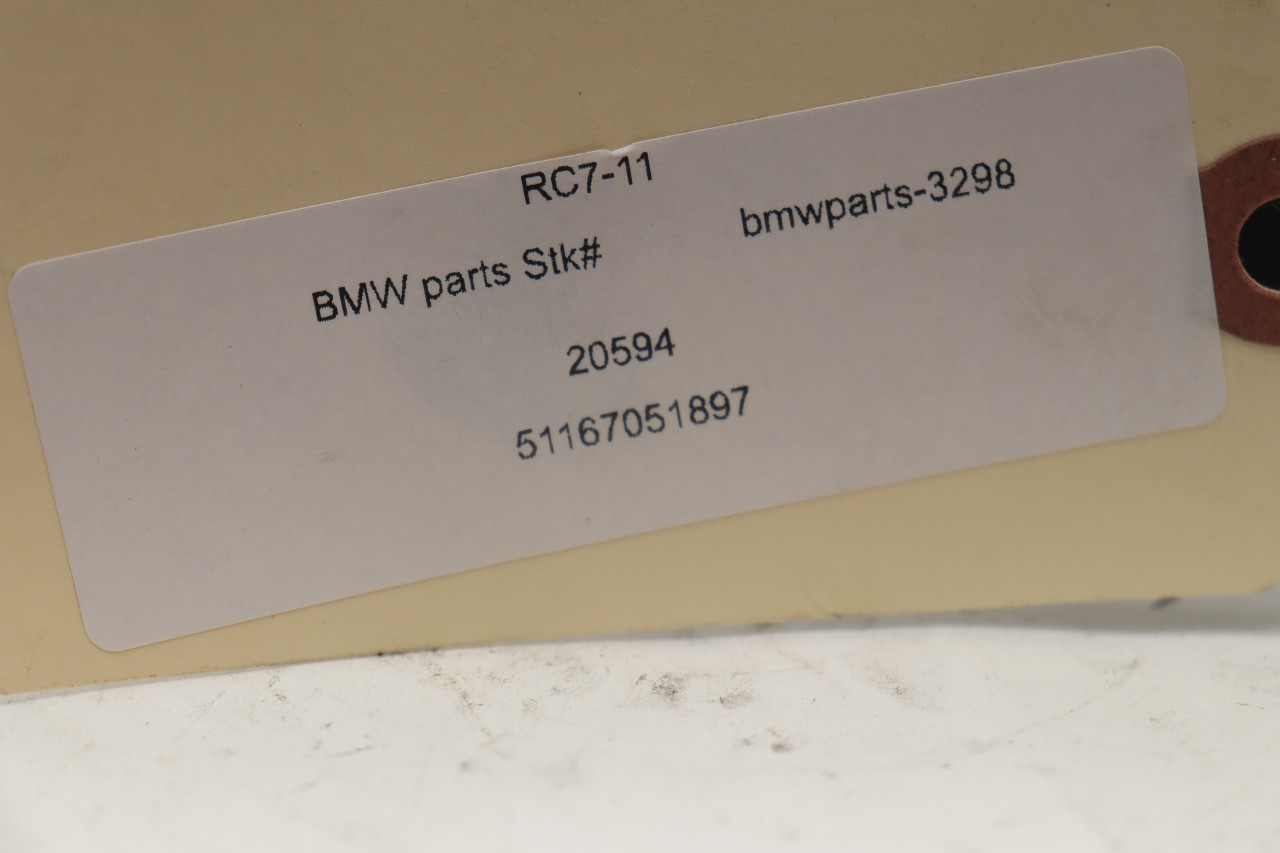 RC7-11
BMW parts Stk# bmwparts-3298
20594
51167051897